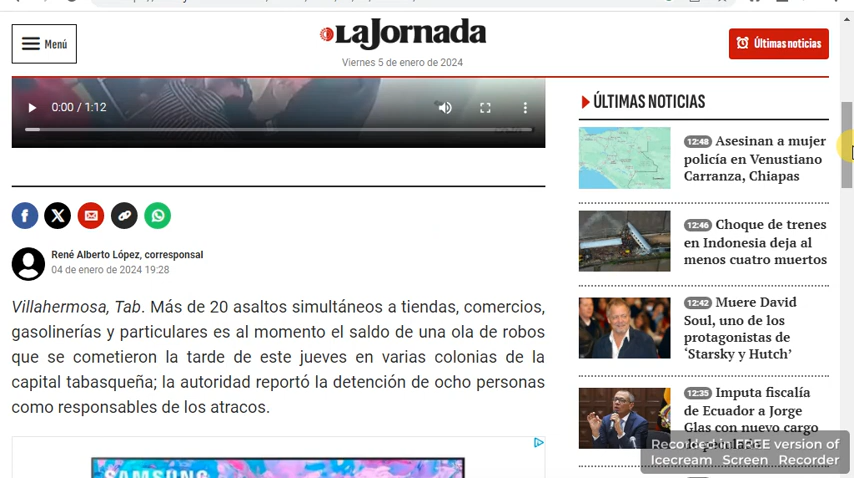 Menú
LaJornada
Viernes 5 de enero de 2024
Últimas noticias
0:00 / 1:12
René Alberto López, corresponsal
04 de enero de 2024 19:28
Villahermosa, Tab. Más de 20 asaltos simultáneos a tiendas, comercios,
gasolinerías y particulares es al momento el saldo de una ola de robos
que se cometieron la tarde de este jueves en varias colonias de la
capital tabasqueña; la autoridad reportó la detención de ocho personas
como responsables de los atracos.
SAMSUNG
ÚLTIMAS NOTICIAS
12:48 Asesinan a mujer
policía en Venustiano
Carranza, Chiapas
12:46 Choque de trenes
en Indonesia deja al
menos cuatro muertos
12:42 Muere David
Soul, uno de los
protagonistas de
‘Starsky y Hutch’
12:35 Imputa fiscalía
de Ecuador a Jorge
Glas con nuevo cargo
Recorded in FREE version of
Icecream Screen Recorder